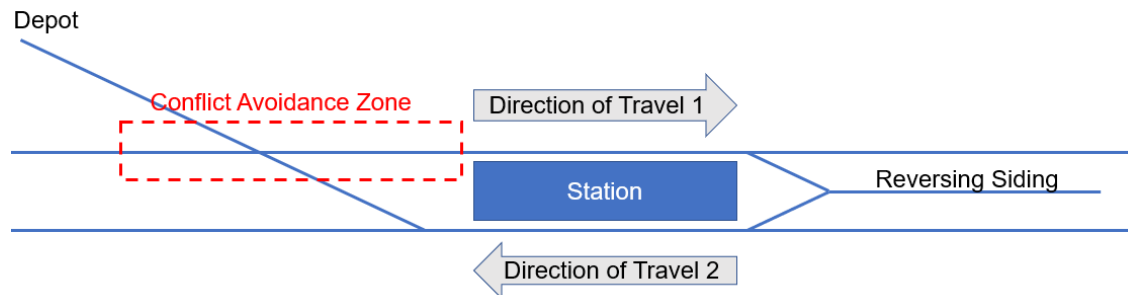 Depot
Conflict Avoidance Zone
Direction of Travel 1
Station
Reversing Siding
Direction of Travel 2